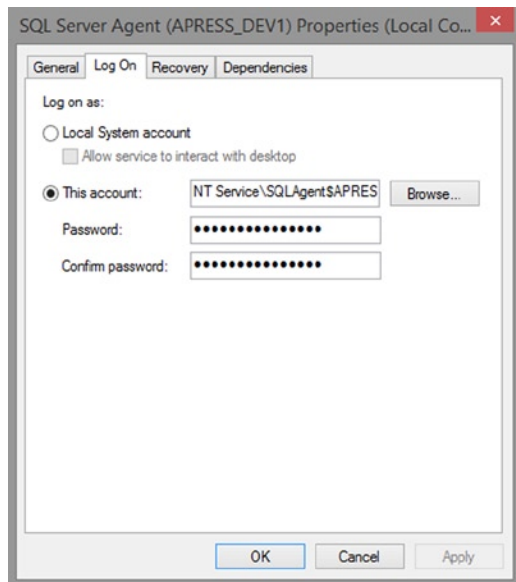 SQL Server Agent (APRESS_DEV1) Properties (Local Co...
General Log On Recovery Dependencies
Log on as:
Local System account
Allow service to interact with desktop
This account: NT Service\SQLAgent$APRES Browse...
Password: •••••••••••••••
Confirm password: •••••••••••••••
OK Cancel Apply